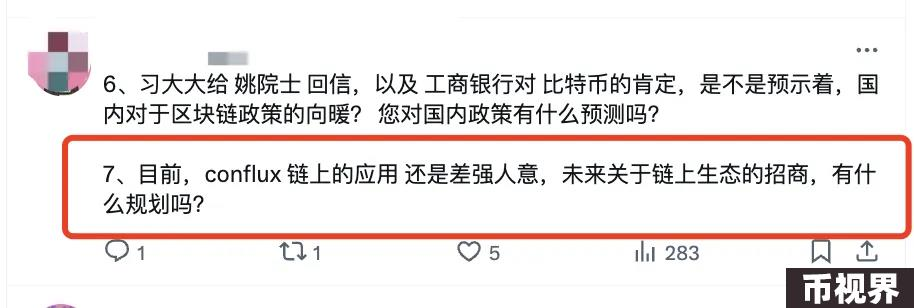 6、习大大给 姚院士 回信，以及 工商银行对 比特币的肯定，是不是预示着，国
内对于区块链政策的向暖？ 您对国内政策有什么预测吗？
7、目前，conflux 链上的应用 还是差强人意，未来关于链上生态的招商，有什
么规划吗？
1 1 5 283
币视界